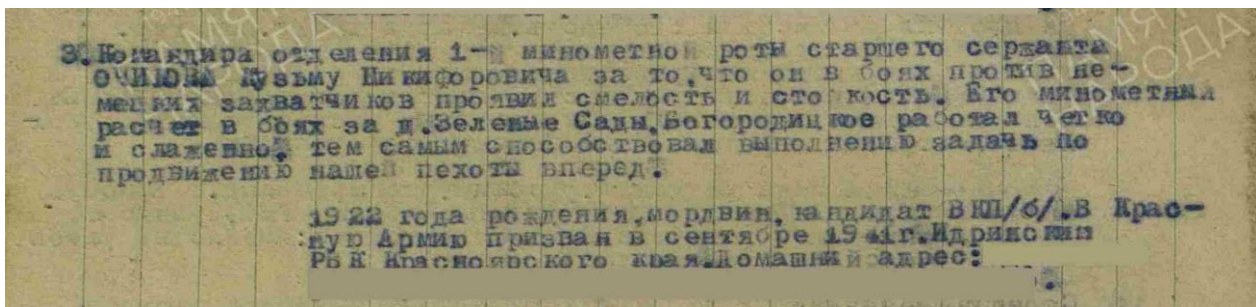 3. Командира отделения 1-й минометной роты старшего сержанта
Кузьму Никифоровича за то, что он в боях против не-
мецких захватчиков проявил смелость и стойкость. Его минометный
расчет в боях за д.Зеленые Сады, Богородицкое работал четко
и слаженно, тем самым способствовал выполнению задачь по
продвижению нашей пехоты вперед.
1922 года рождения, мордвин, кандидат ВКП/б/. В Крас-
ную Армию призван в сентябре 1941г. Идринским
РВК Красноярского края. Домашний адрес: